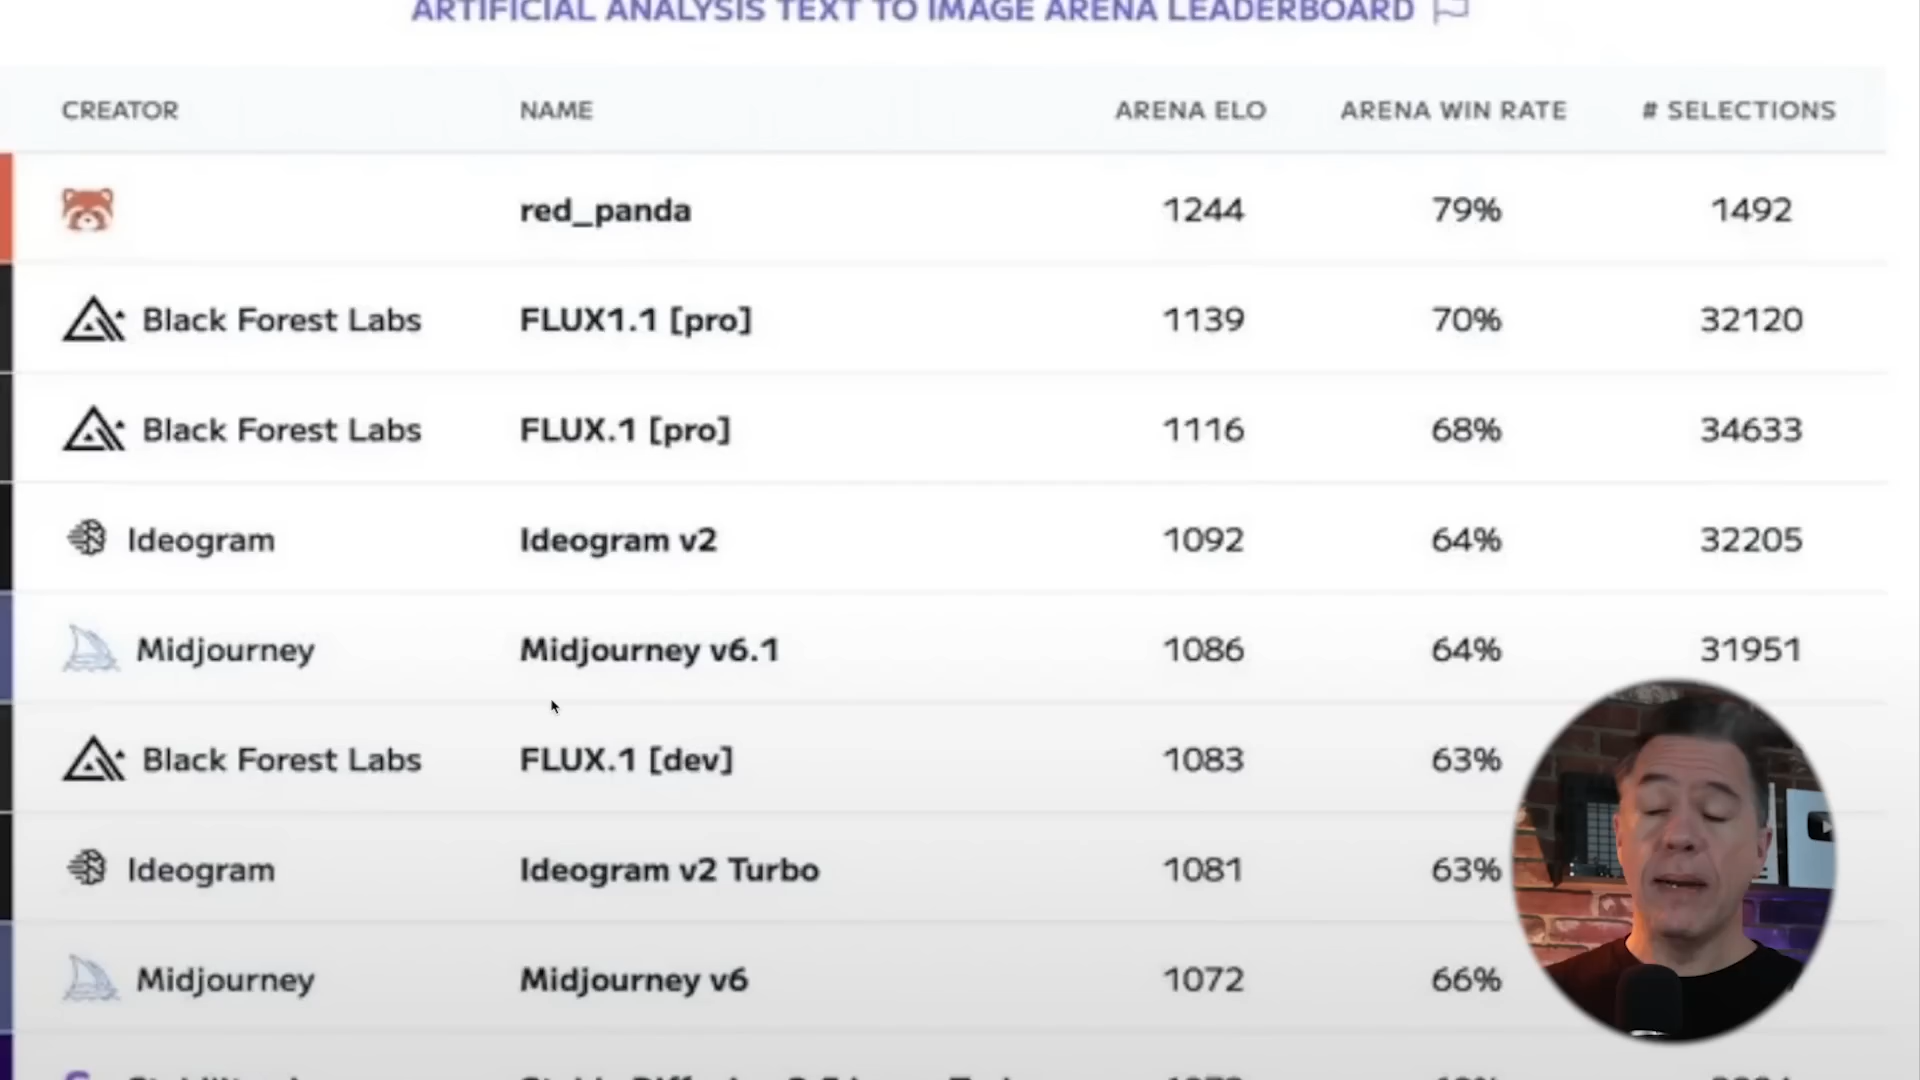 ARTIFICIAL ANALYSIS TEXT TO IMAGE ARENA LEADERBOARD
CREATOR NAME ARENA ELO ARENA WIN RATE # SELECTIONS
red_panda 1244 79% 1492
Black Forest Labs FLUX1.1 [pro] 1139 70% 32120
Black Forest Labs FLUX.1 [pro] 1116 68% 34633
Ideogram Ideogram v2 1092 64% 32205
Midjourney Midjourney v6.1 1086 64% 31951
Black Forest Labs FLUX.1 [dev] 1083 63%
Ideogram Ideogram v2 Turbo 1081 63%
Midjourney Midjourney v6 1072 66%